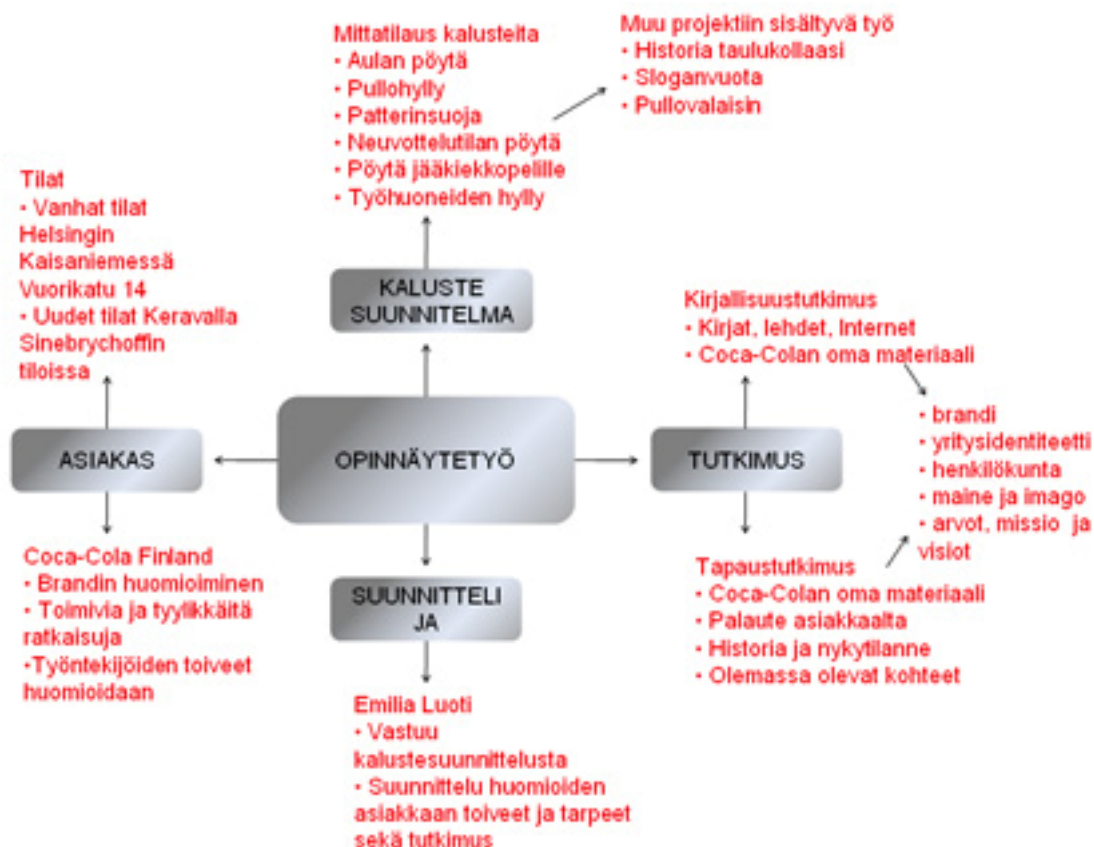 Mittatilaus kalusteita
• Aulan pöytä
• Pullohylly
• Patterinsuoja
• Neuvottelutilan pöytä
• Pöytä jääkiekkopelille
• Työhuoneiden hylly
Muu projektiin sisältyvä työ
• Historia taulukollaasi
• Sloganvuota
• Pullovalaisin
Tilat
• Vanhat tilat
Helsingin
Kaisaniemessä
Vuorikatu 14
• Uudet tilat Keravalla
Sinebrychoffin
tiloissa
KALUSTE
SUUNNITELMA
Kirjallisuustutkimus
• Kirjat, lehdet, Internet
• Coca-Colan oma materiaali
ASIAKAS
OPINNÄYTETYÖ
TUTKIMUS
• brandi
• yritysidentiteetti
• henkilökunta
• maine ja imago
• arvot, missio ja
visiot
Coca-Cola Finland
• Brandin huomioiminen
• Toimivia ja tyylikkäitä
ratkaisuja
•Työntekijöiden toiveet
huomioidaan
SUUNNITTELI
JA
Tapaustutkimus
• Coca-Colan oma materiaali
• Palaute asiakkaalta
• Historia ja nykytilanne
• Olemassa olevat kohteet
Emilia Luoti
• Vastuu
kalustesuunnittelusta
• Suunnittelu huomioiden
asiakkaan toiveet ja tarpeet
sekä tutkimus